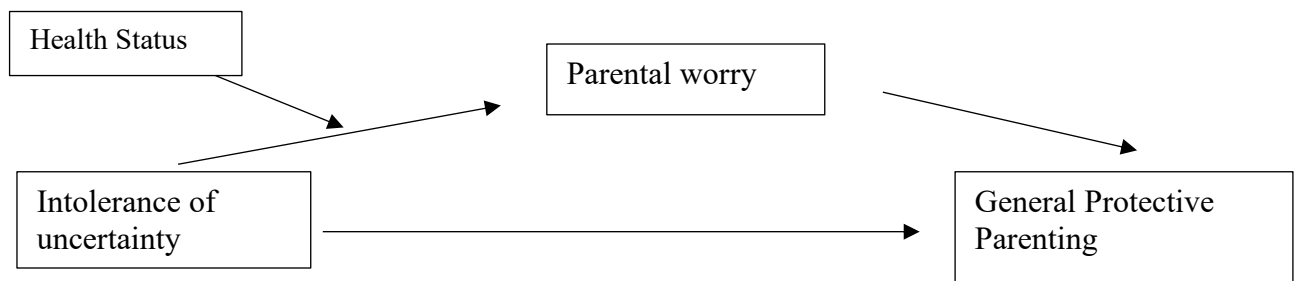 Health Status
Parental worry
Intolerance of
uncertainty
General Protective
Parenting